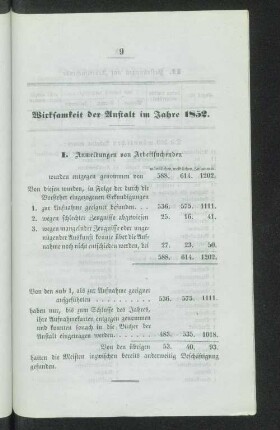 9
Wirksamkeit der Anstalt im Jahre 1852.
I. Anmeldungen von Arbeitsuchender
männlichen, weiblichen, zusammen
wurden entgegen genommen von 588. 614. 1202.
Von diesen wurden, in Folge der durch die
Vorsteher eingezogenen Erkundigungen
1. zur Aufnahme geeignet befunden . . . 536. 575. 1111.
2. wegen schlechter Zeugnisse abgewiesen 25. 16. 41.
3. wegen mangelnder Zeugnisse oder unge-
nügender Auskunft konnte über die Auf-
nahme noch nicht entschieden werden, bei 27. 23. 50.
588. 614. 1202.
Von den sub 1, als zur Aufnahme geeignet
aufgeführten . . . 536. 575. 1111.
haben nur, bis zum Schlusse des Jahres,
ihre Aufnahmekarten entgegen genommen
und konnten sonach in die Bücher der
Anstalt eingetragen werden . . . 483. 535. 1018.
Von den übrigen 53. 40. 93.
hatten die Meisten inzwischen bereits anderweitig Beschäftigung
gefunden.